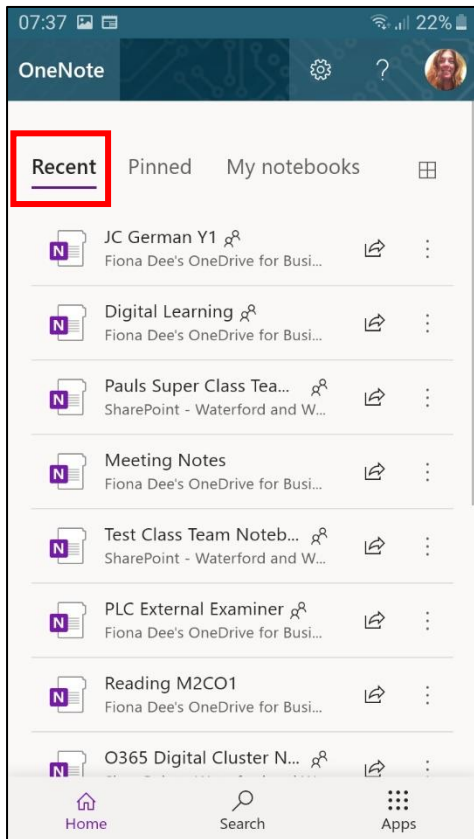 07:37 22%
OneNote ?
Recent Pinned My notebooks
N JC German Y1
Fiona Dee's OneDrive for Busi...
N Digital Learning
Fiona Dee's OneDrive for Busi...
N Pauls Super Class Tea...
SharePoint - Waterford and W...
N Meeting Notes
Fiona Dee's OneDrive for Busi...
N Test Class Team Noteb...
SharePoint - Waterford and W...
N PLC External Examiner
Fiona Dee's OneDrive for Busi...
N Reading M2CO1
Fiona Dee's OneDrive for Busi...
N O365 Digital Cluster N...
Home Search Apps